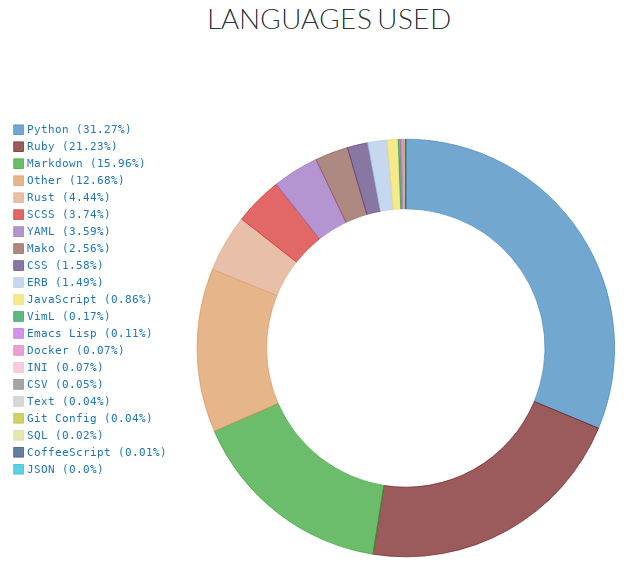 LANGUAGES USED
Python (31.27%)
Ruby (21.23%)
Markdown (15.96%)
Other (12.68%)
Rust (4.44%)
SCSS (3.74%)
YAML (3.59%)
Mako (2.56%)
CSS (1.58%)
ERB (1.49%)
JavaScript (0.86%)
VimL (0.17%)
Emacs Lisp (0.11%)
Docker (0.07%)
INI (0.07%)
CSV (0.05%)
Text (0.04%)
Git Config (0.04%)
SQL (0.02%)
CoffeeScript (0.01%)
JSON (0.0%)